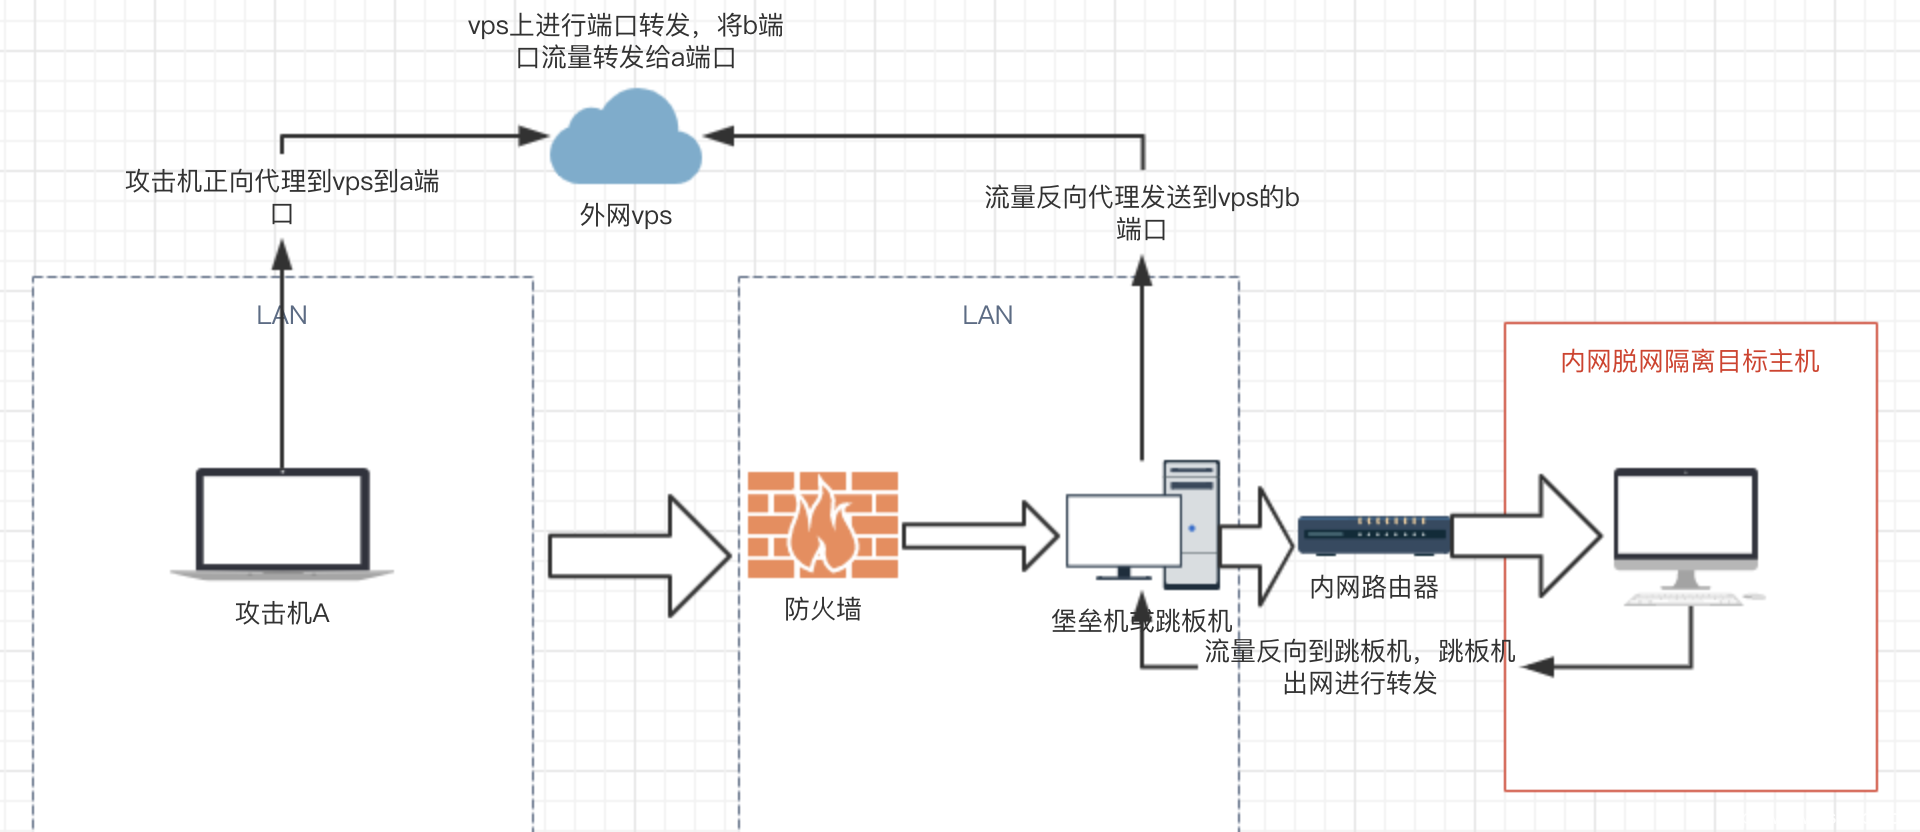 vps上进行端口转发，将b端
口流量转发给a端口
攻击机正向代理到vps到a端
口
外网vps
流量反向代理发送到vps的b
端口
LAN
LAN
内网脱网隔离目标主机
攻击机A
防火墙
堡垒机或跳板机
内网路由器
流量反向到跳板机，跳板机
出网进行转发